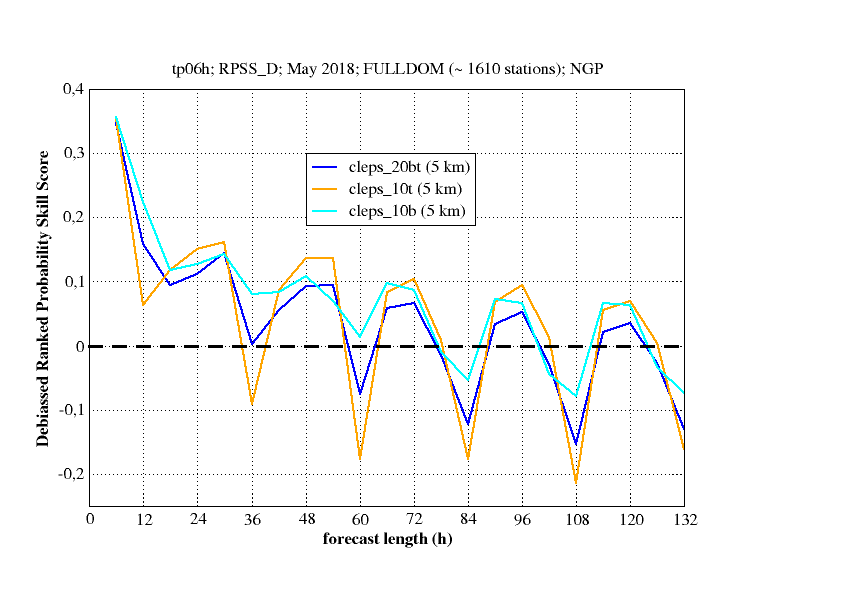 tp06h; RPSS_D; May 2018; FULLDOM (~ 1610 stations); NGP
Debiassed Ranked Probability Skill Score
0,4
0,3
0,2
0,1
0
-0,1
-0,2
cleps_20bt (5 km)
cleps_10t (5 km)
cleps_10b (5 km)
0 12 24 36 48 60 72 84 96 108 120 132
forecast length (h)